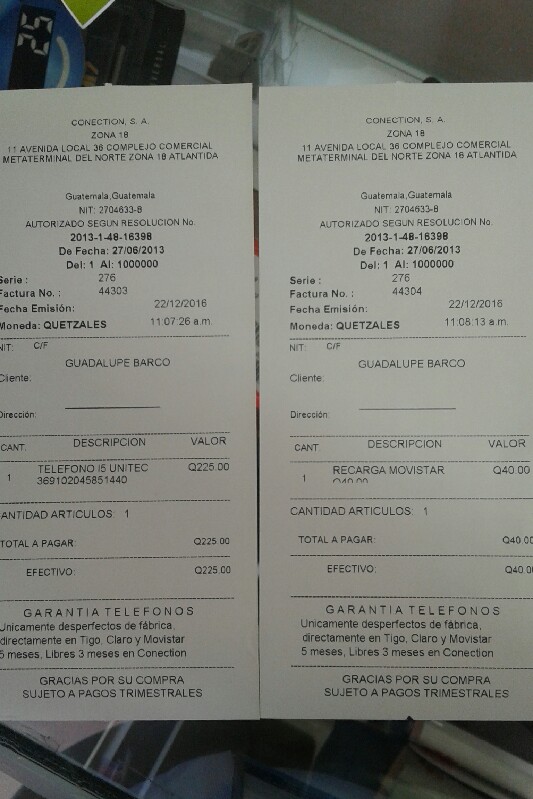 25
CONECTION, S. A.
ZONA 18
11 AVENIDA LOCAL 36 COMPLEJO COMERCIAL
METATERMINAL DEL NORTE ZONA 18 ATLANTIDA
Guatemala,Guatemala
NIT: 2704633-8
AUTORIZADO SEGUN RESOLUCION No.
2013-1-48-16398
De Fecha: 27/06/2013
Del: 1 Al: 1000000
Serie : 276
Factura No. : 44303
Fecha Emisión: 22/12/2016
Moneda: QUETZALES 11:07:26 a.m.
NIT: C/F
GUADALUPE BARCO
Cliente:
Dirección:
CANT. DESCRIPCION VALOR
1 TELEFONO I5 UNITEC Q225.00
369102045851440
CANTIDAD ARTICULOS: 1
TOTAL A PAGAR: Q225.00
EFECTIVO: Q225.00
GARANTIA TELEFONOS
Unicamente desperfectos de fábrica,
directamente en Tigo, Claro y Movistar
5 meses, Libres 3 meses en Conection
GRACIAS POR SU COMPRA
SUJETO A PAGOS TRIMESTRALES
CONECTION, S. A.
ZONA 18
11 AVENIDA LOCAL 36 COMPLEJO COMERCIAL
METATERMINAL DEL NORTE ZONA 18 ATLANTIDA
Guatemala,Guatemala
NIT: 2704633-8
AUTORIZADO SEGUN RESOLUCION No.
2013-1-48-16398
De Fecha: 27/06/2013
Del: 1 Al: 1000000
Serie : 276
Factura No. : 44304
Fecha Emisión: 22/12/2016
Moneda: QUETZALES 11:08:13 a.m.
NIT: C/F
GUADALUPE BARCO
Cliente:
Dirección:
CANT. DESCRIPCION VALOR
1 RECARGA MOVISTAR Q40.00
Q40.00
CANTIDAD ARTICULOS: 1
TOTAL A PAGAR: Q40.00
EFECTIVO: Q40.00
GARANTIA TELEFONOS
Unicamente desperfectos de fábrica,
directamente en Tigo, Claro y Movistar
5 meses, Libres 3 meses en Conection
GRACIAS POR SU COMPRA
SUJETO A PAGOS TRIMESTRALES